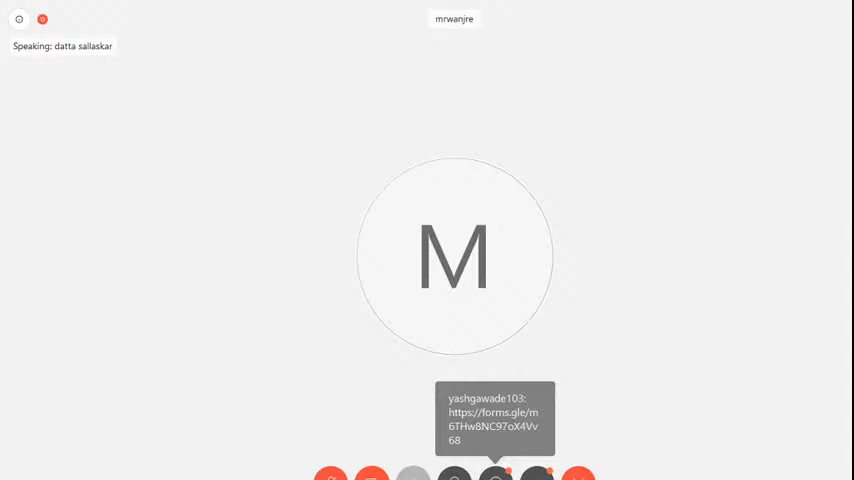 mrwanjre
Speaking: datta sallaskar
M
yashgawade103:
https://forms.gle/m
6THw8NC97oX4Vv
68